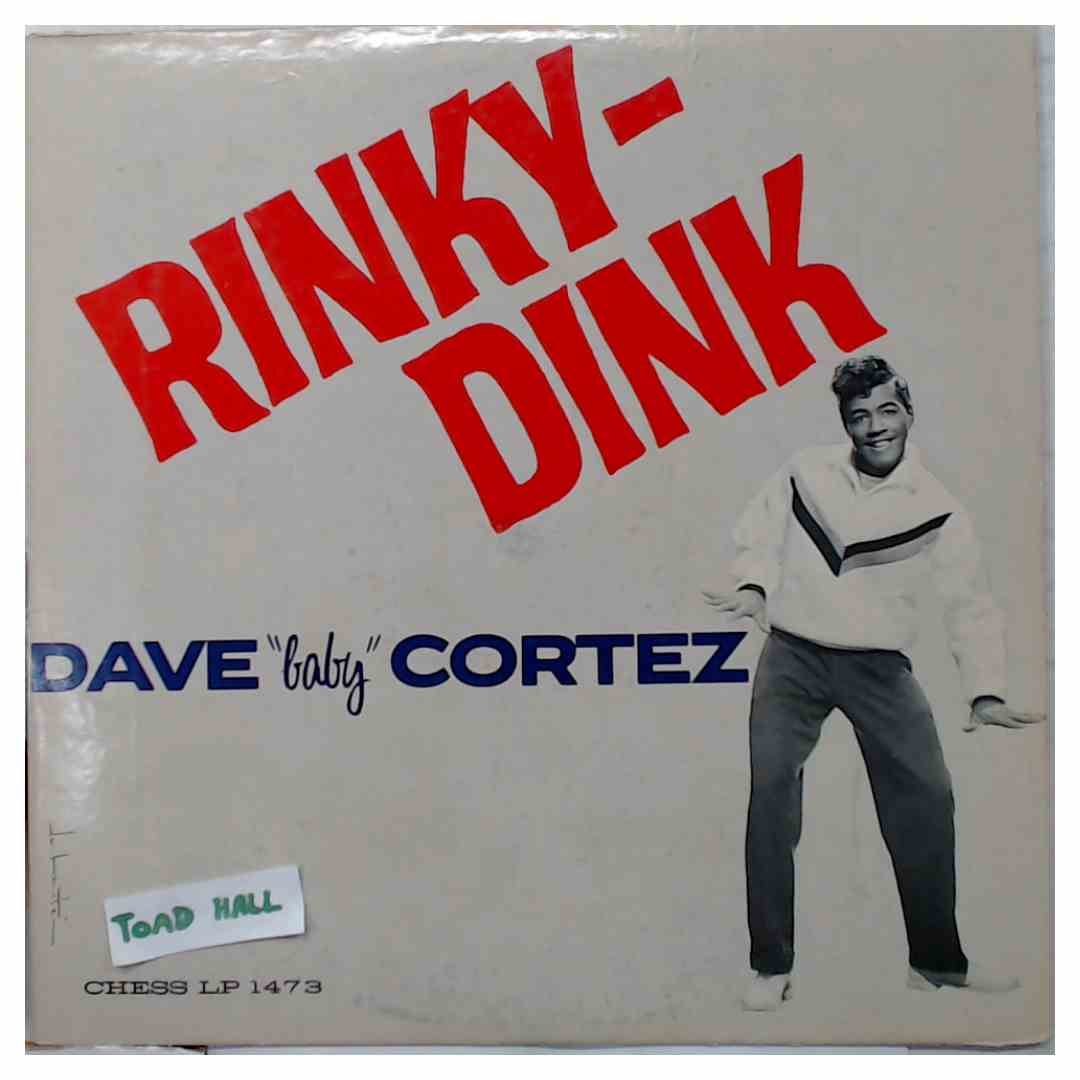 RINKY-
DINK
DAVE "baby" CORTEZ
TOAD HALL
CHESS LP 1473